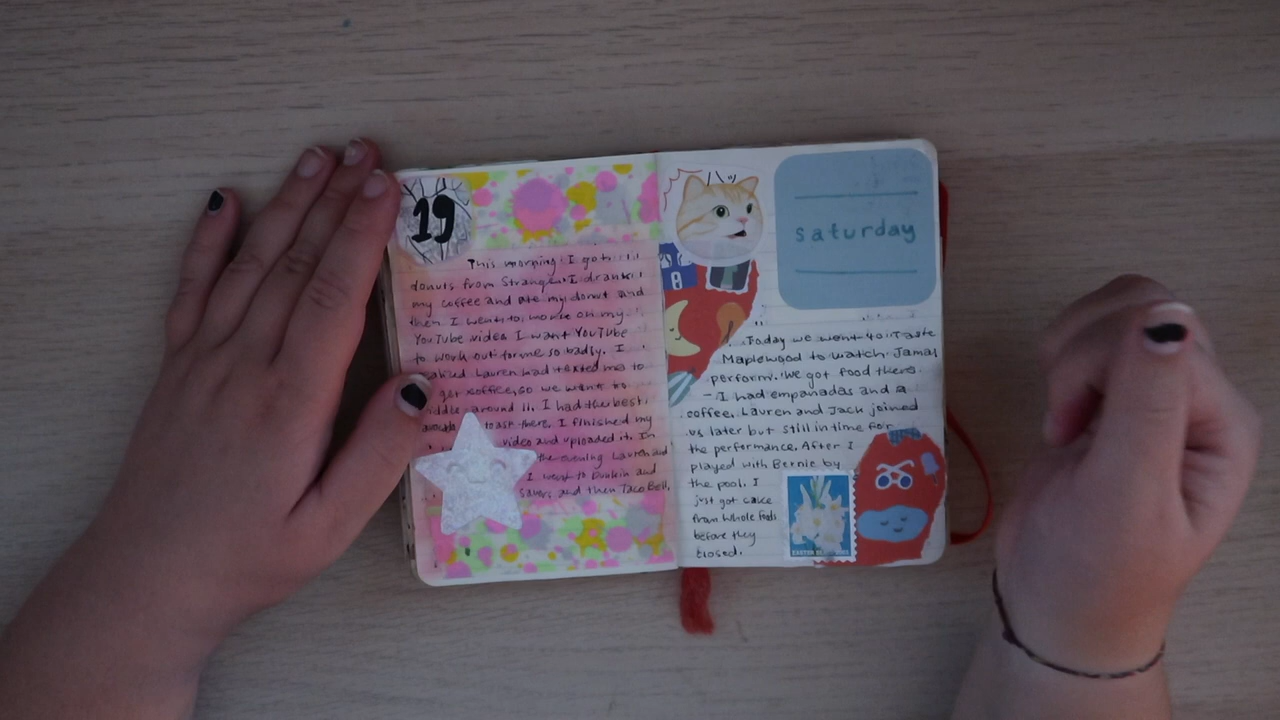 19
This morning I got
donuts from Strange. I drank
my coffee and ate my donut and
then I went to work on my
YouTube video I want YouTube
to work out for me so badly. I
Lauren had texted me to
get coffee, so we went to
around 11. I had the best
toast there. I finished my
video and uploaded it. In
the evening Lauren and
I went to Dunkin and
and then Taco Bell.
ハッ
saturday
Today we went to Taste
Maplewood to watch Jamal
perform. We got food there
- I had empanadas and a
coffee. Lauren and Jack joined
us later but still in time for
the performance. After I
played with Bernie by
the pool. I
just got cake
from Whole Foods
before they
closed.